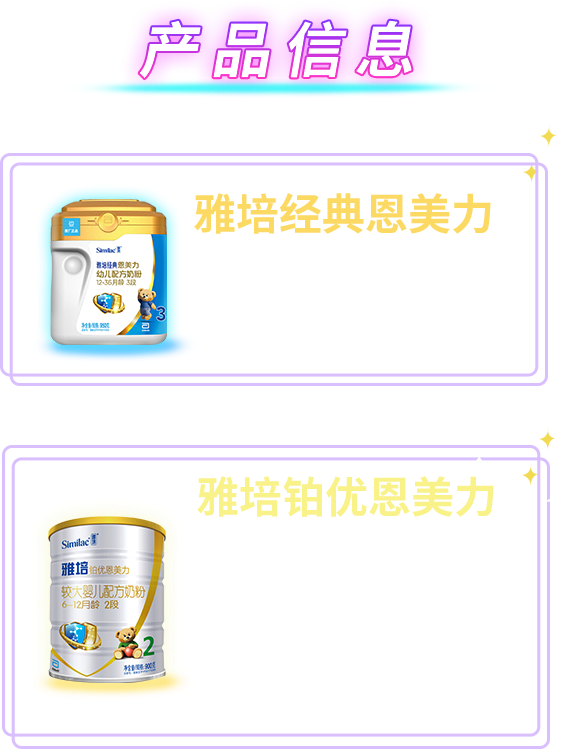 产品信息
雅培经典恩美力
Similac
雅培经典恩美力
幼儿配方奶粉
12-36月龄 3段
3
雅培铂优恩美力
Similac
雅培铂优恩美力
较大婴儿配方奶粉
6-12月龄 2段
2